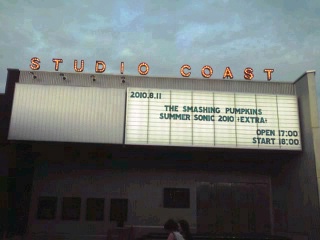 STUDIO COAST
2010.8.11
THE SMASHING PUMPKINS
SUMMER SONIC 2010 -EXTRA-
OPEN 17:00
START 18:00